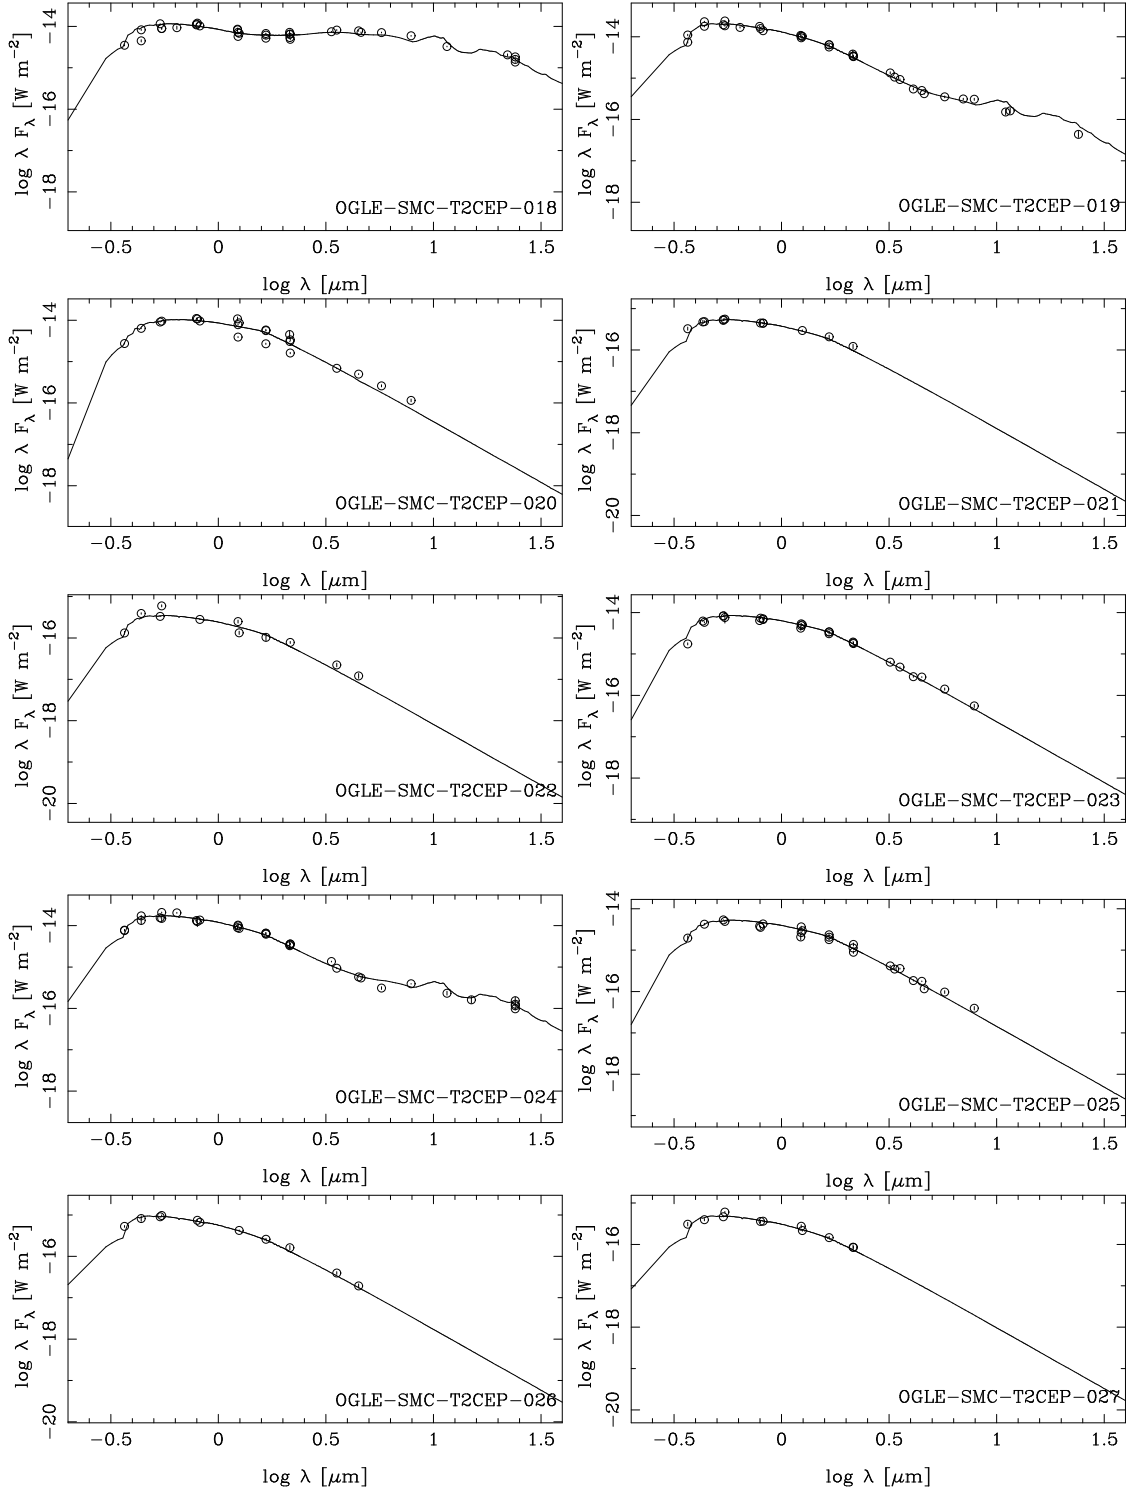 log λ Fλ [W m−2]
−14
−16
−18
OGLE−SMC−T2CEP−018
−0.5 0 0.5 1 1.5
log λ [μm]
log λ Fλ [W m−2]
−14
−16
−18
OGLE−SMC−T2CEP−019
−0.5 0 0.5 1 1.5
log λ [μm]
log λ Fλ [W m−2]
−14
−16
−18
OGLE−SMC−T2CEP−020
−0.5 0 0.5 1 1.5
log λ [μm]
log λ Fλ [W m−2]
−16
−18
−20
OGLE−SMC−T2CEP−021
−0.5 0 0.5 1 1.5
log λ [μm]
log λ Fλ [W m−2]
−16
−18
−20
OGLE−SMC−T2CEP−022
−0.5 0 0.5 1 1.5
log λ [μm]
log λ Fλ [W m−2]
−14
−16
−18
OGLE−SMC−T2CEP−023
−0.5 0 0.5 1 1.5
log λ [μm]
log λ Fλ [W m−2]
−14
−16
−18
OGLE−SMC−T2CEP−024
−0.5 0 0.5 1 1.5
log λ [μm]
log λ Fλ [W m−2]
−14
−16
−18
OGLE−SMC−T2CEP−025
−0.5 0 0.5 1 1.5
log λ [μm]
log λ Fλ [W m−2]
−16
−18
−20
OGLE−SMC−T2CEP−026
−0.5 0 0.5 1 1.5
log λ [μm]
log λ Fλ [W m−2]
−16
−18
−20
OGLE−SMC−T2CEP−027
−0.5 0 0.5 1 1.5
log λ [μm]